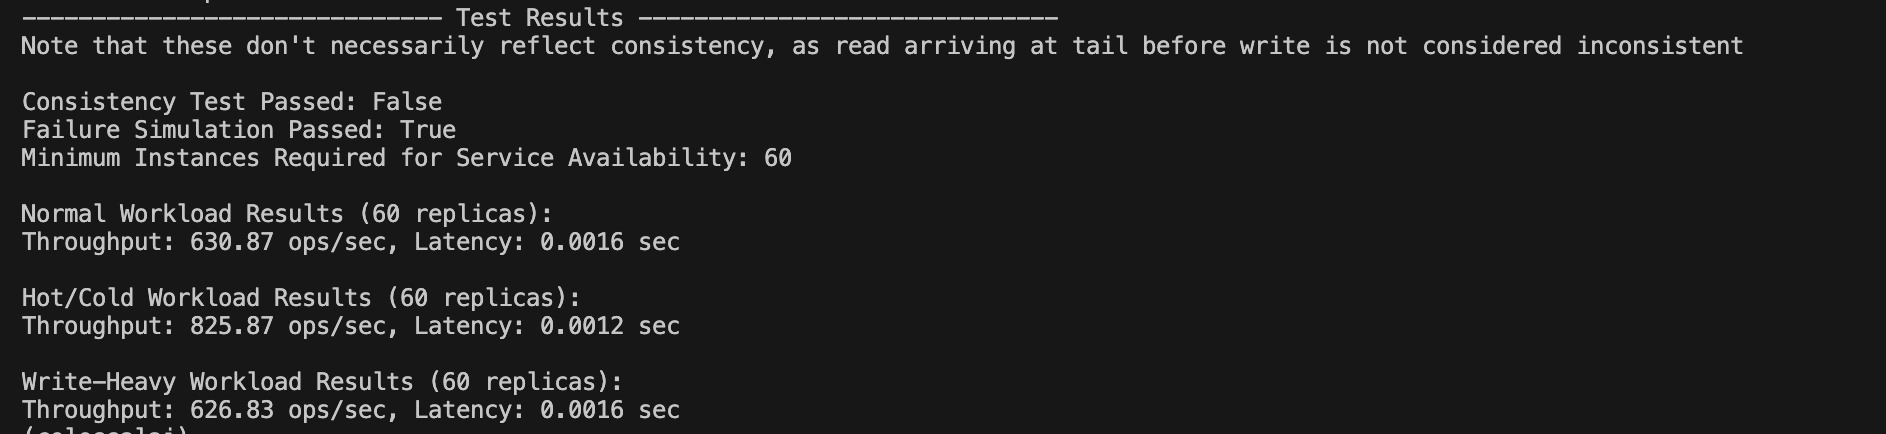 ------------------------------ Test Results ------------------------------
Note that these don't necessarily reflect consistency, as read arriving at tail before write is not considered inconsistent
Consistency Test Passed: False
Failure Simulation Passed: True
Minimum Instances Required for Service Availability: 60
Normal Workload Results (60 replicas):
Throughput: 630.87 ops/sec, Latency: 0.0016 sec
Hot/Cold Workload Results (60 replicas):
Throughput: 825.87 ops/sec, Latency: 0.0012 sec
Write-Heavy Workload Results (60 replicas):
Throughput: 626.83 ops/sec, Latency: 0.0016 sec